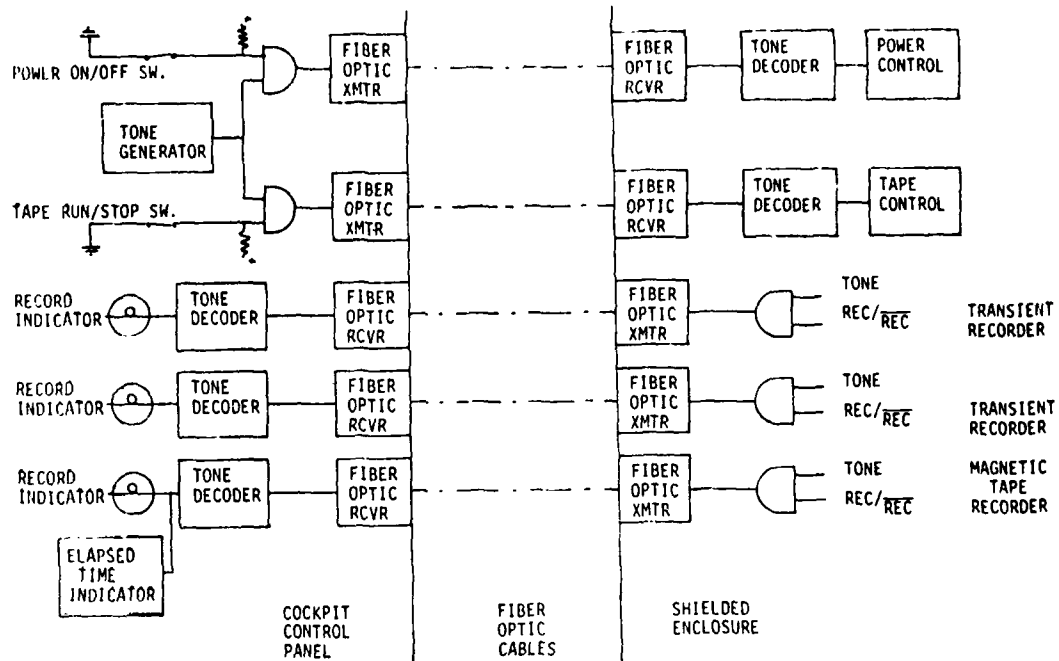 POWLR ON/OFF SW.
FIBER
OPTIC
XMTR
FIBER
OPTIC
RCVR
TONE
DECODER
POWER
CONTROL
TONE
GENERATOR
TAPE RUN/STOP SW.
FIBER
OPTIC
XMTR
FIBER
OPTIC
RCVR
TONE
DECODER
TAPE
CONTROL
RECORD
INDICATOR
TONE
DECODER
FIBER
OPTIC
RCVR
FIBER
OPTIC
XMTR
TONE
REC/REC
TRANSIENT
RECORDER
RECORD
INDICATOR
TONE
DECODER
FIBER
OPTIC
RCVR
FIBER
OPTIC
XMTR
TONE
REC/REC
TRANSIENT
RECORDER
RECORD
INDICATOR
TONE
DECODER
FIBER
OPTIC
RCVR
FIBER
OPTIC
XMTR
TONE
REC/REC
MAGNETIC
TAPE
RECORDER
ELAPSED
TIME
INDICATOR
COCKPIT
CONTROL
PANEL
FIBER
OPTIC
CABLES
SHIELDED
ENCLOSURE